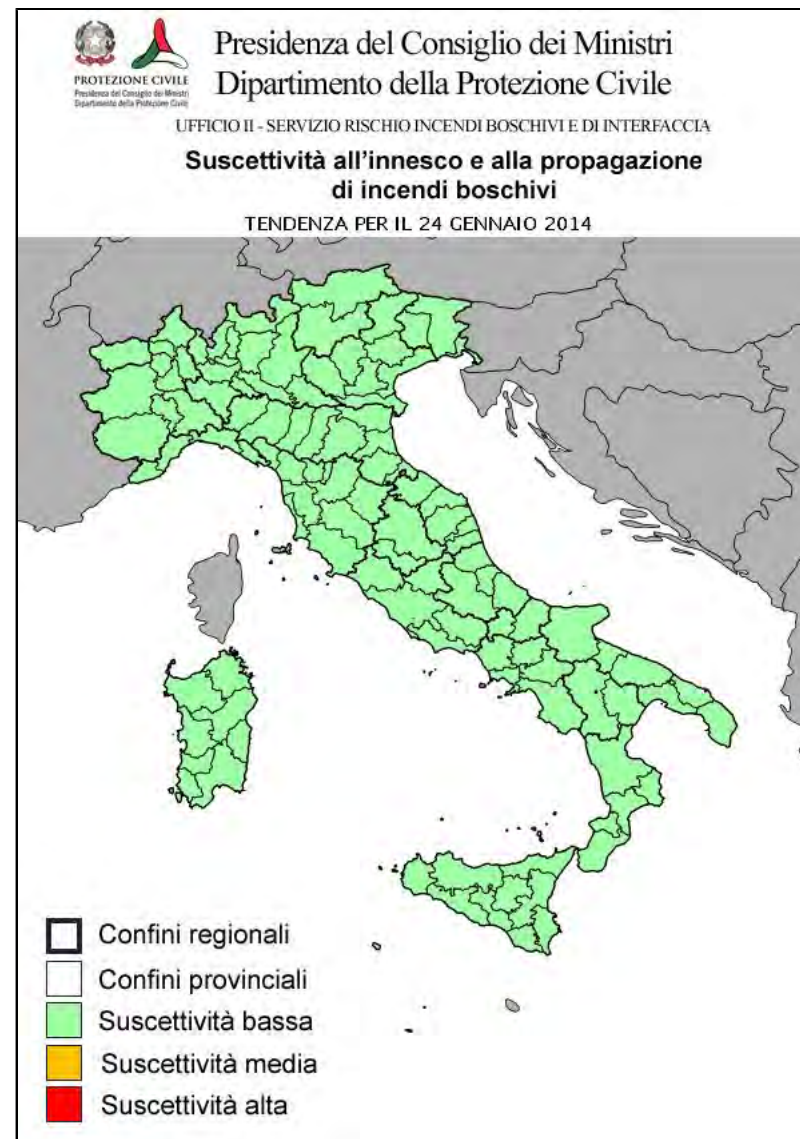 PROTEZIONE CIVILE
Presidenza del Consiglio dei Ministri
Dipartimento della Protezione Civile
Presidenza del Consiglio dei Ministri
Dipartimento della Protezione Civile
UFFICIO II - SERVIZIO RISCHIO INCENDI BOSCHIVI E DI INTERFACCIA
Suscettività all'innesco e alla propagazione
di incendi boschivi
TENDENZA PER IL 24 GENNAIO 2014
Confini regionali
Confini provinciali
Suscettività bassa
Suscettività media
Suscettività alta